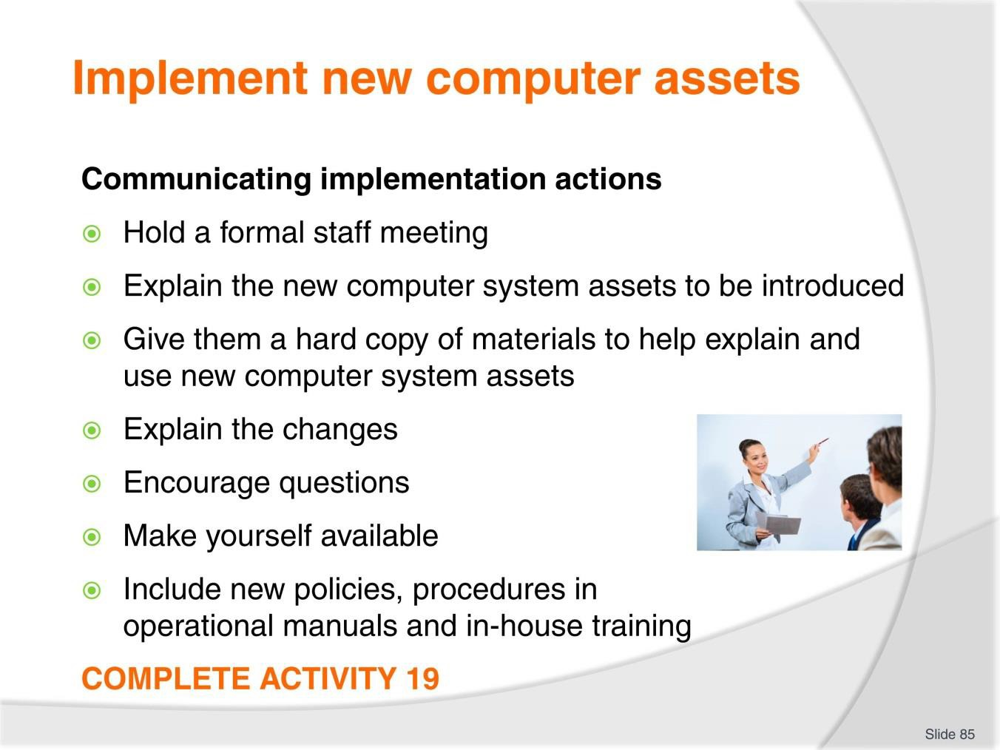 Implement new computer assets
Communicating implementation actions
Hold a formal staff meeting
Explain the new computer system assets to be introduced
Give them a hard copy of materials to help explain and
use new computer system assets
Explain the changes
Encourage questions
Make yourself available
Include new policies, procedures in
operational manuals and in-house training
COMPLETE ACTIVITY 19
Slide 85